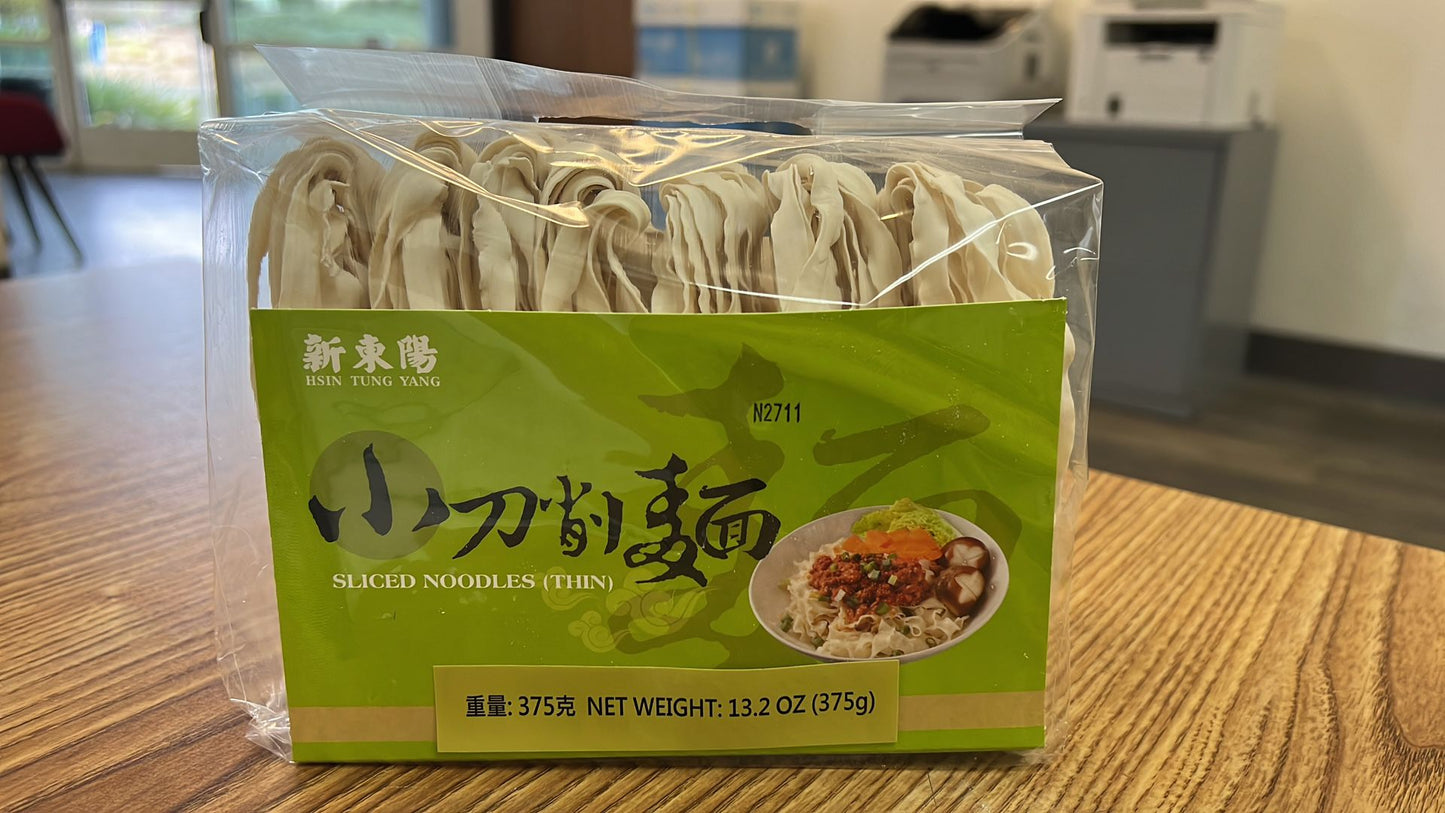 新東陽
HSIN TUNG YANG
N2711
小刀削麵
SLICED NOODLES (THIN)
重量: 375克 NET WEIGHT: 13.2 OZ (375g)